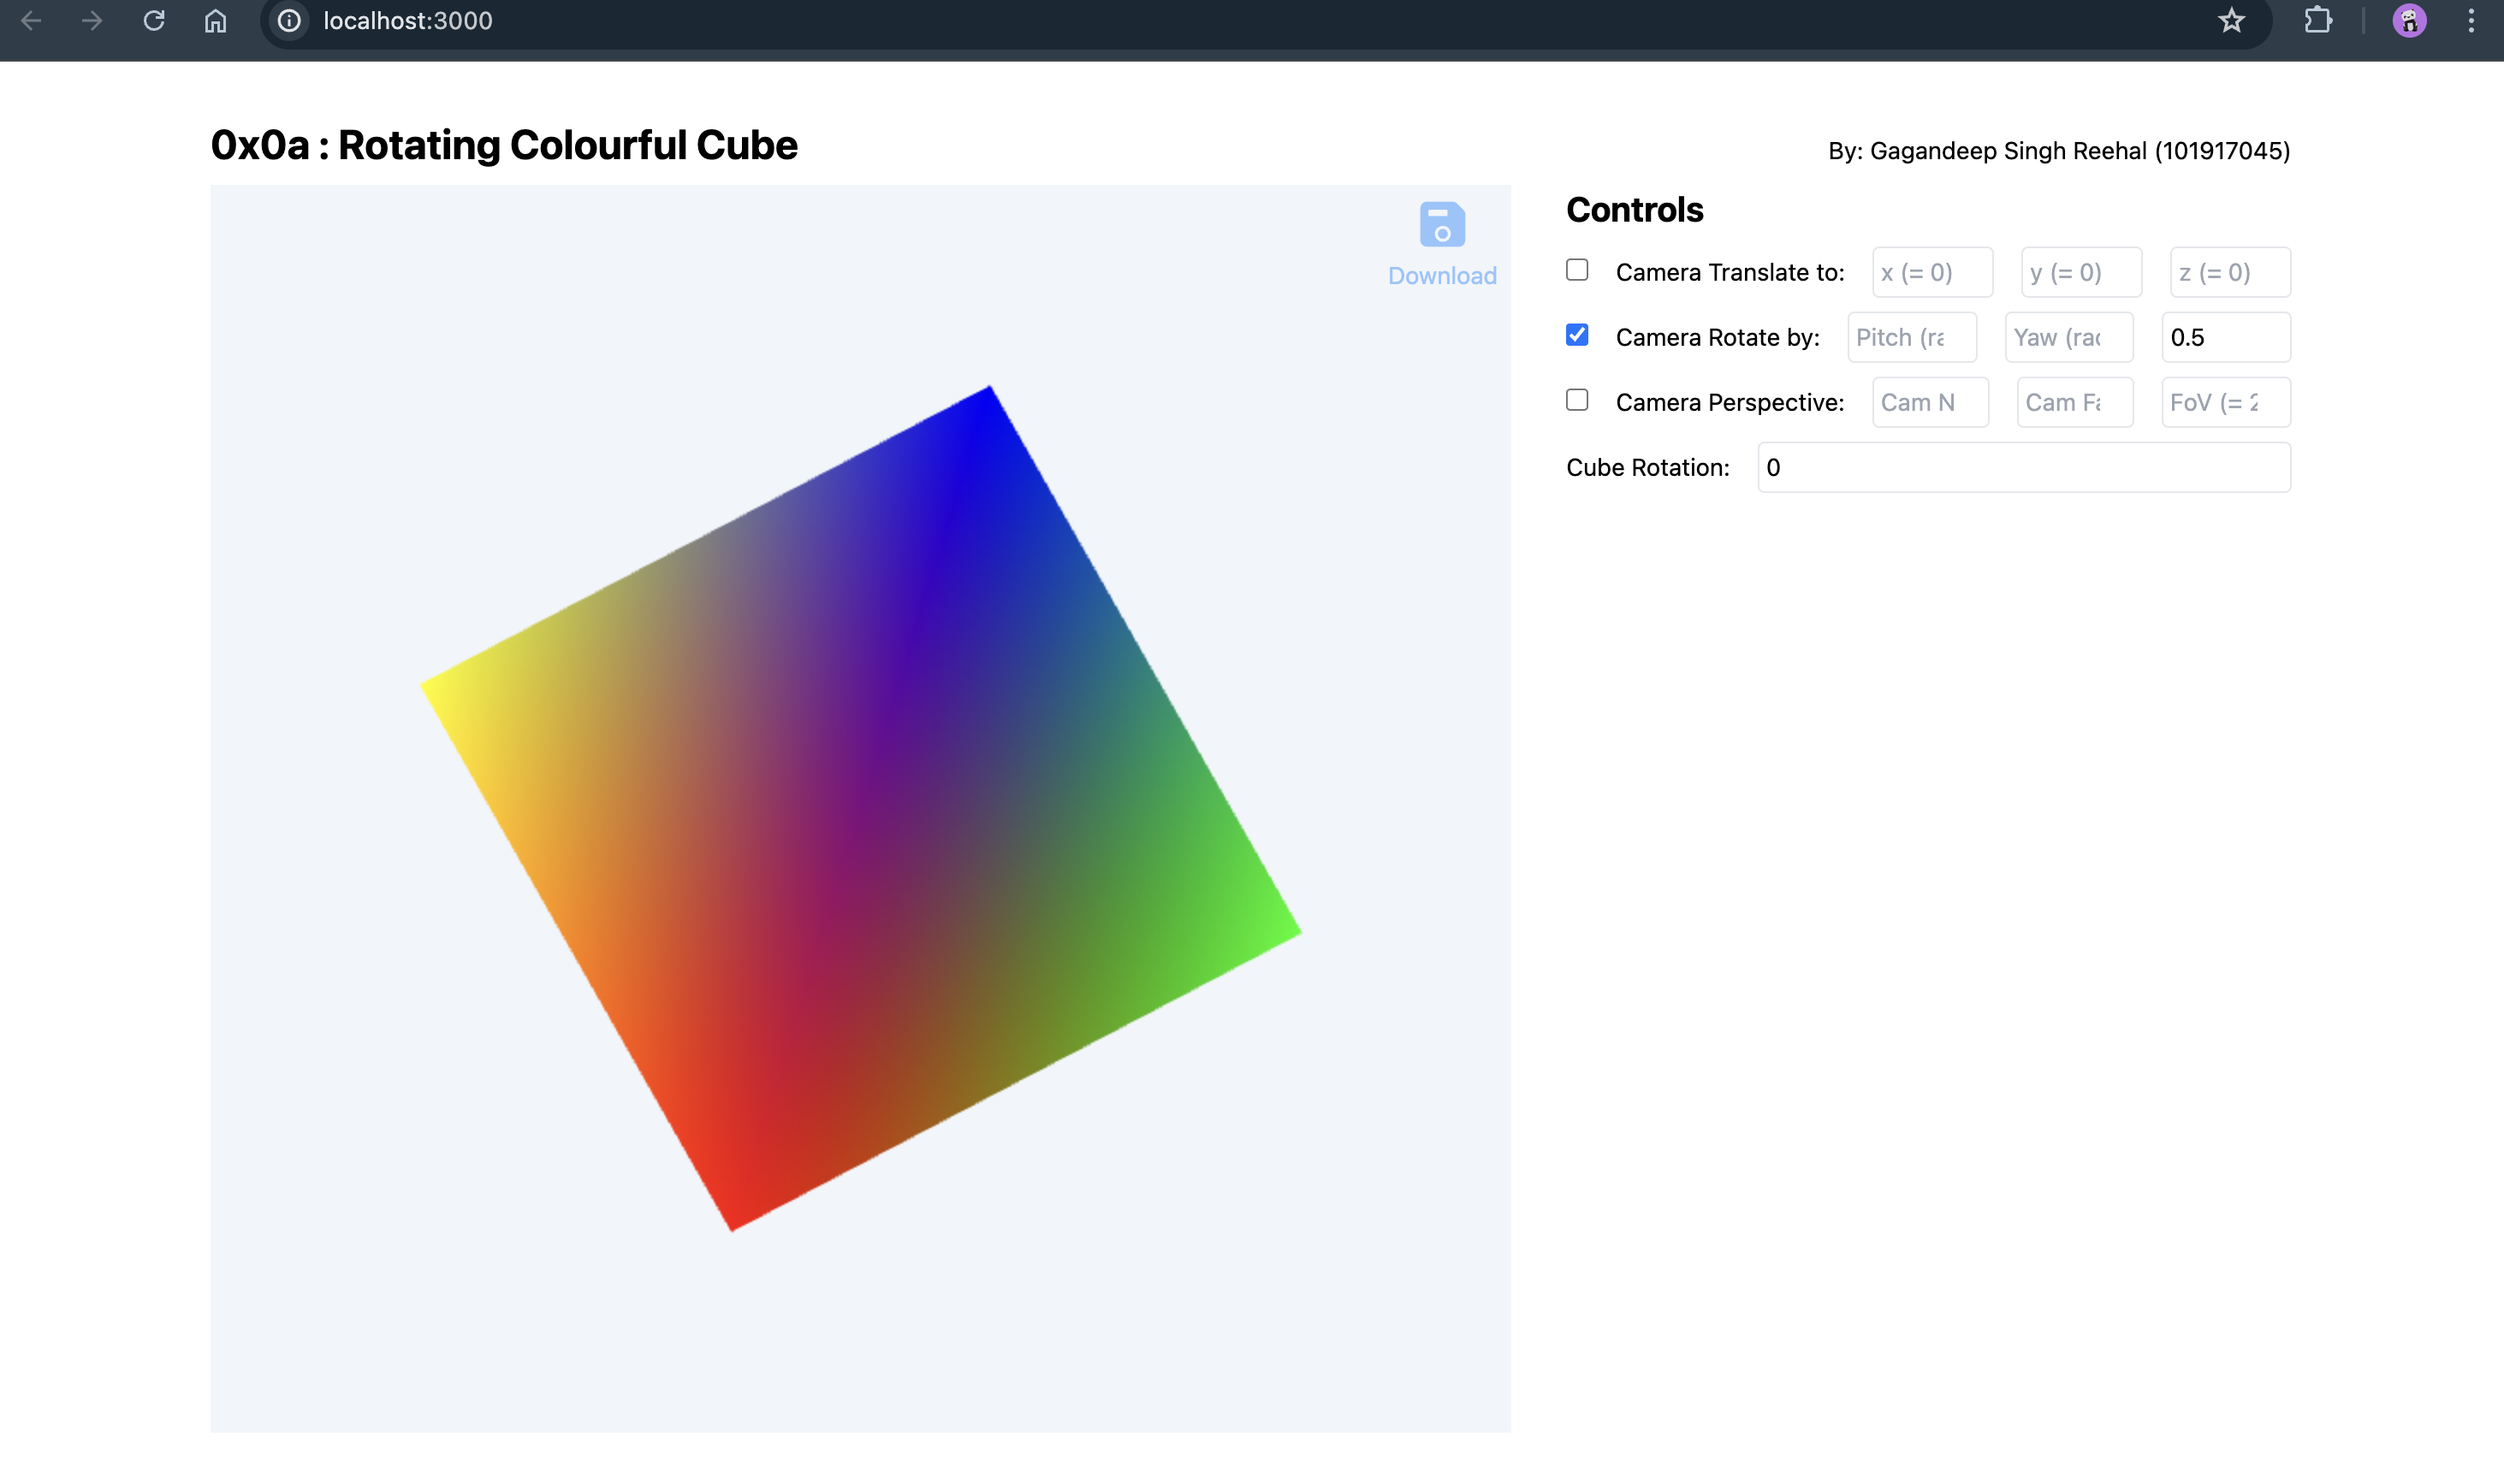 localhost:3000
0x0a : Rotating Colourful Cube
By: Gagandeep Singh Reehal (101917045)
Download
Controls
Camera Translate to: x (= 0) y (= 0) z (= 0)
Camera Rotate by: Pitch (ra Yaw (rad 0.5
Camera Perspective: Cam N Cam Fa FoV (= 2
Cube Rotation: 0